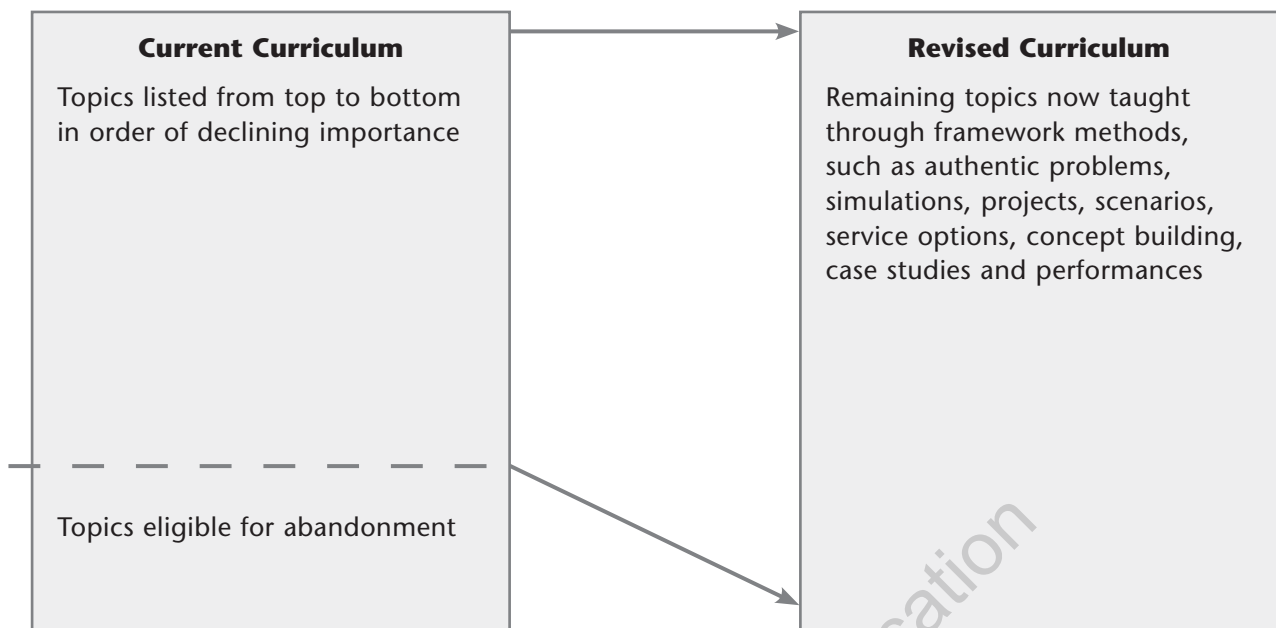 Current Curriculum
Topics listed from top to bottom
in order of declining importance
Topics eligible for abandonment
Revised Curriculum
Remaining topics now taught
through framework methods,
such as authentic problems,
simulations, projects, scenarios,
service options, concept building,
case studies and performances